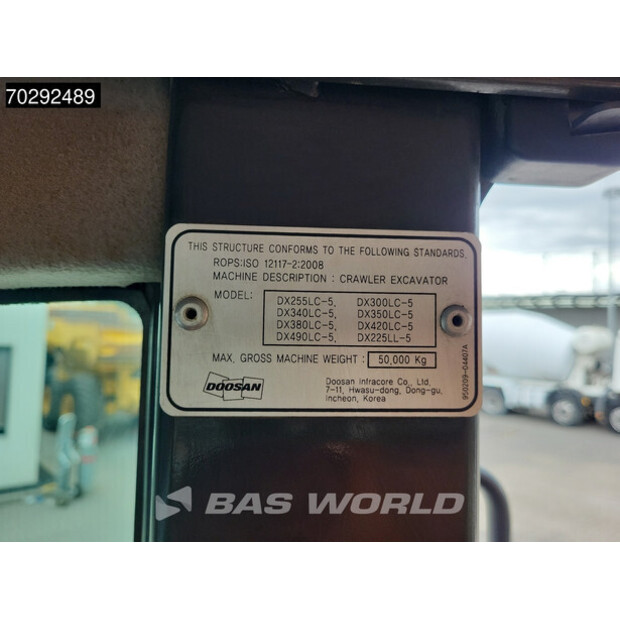 70292489
THIS STRUCTURE CONFORMS TO THE FOLLOWING STANDARDS.
ROPS:ISO 12117-2:2008
MACHINE DESCRIPTION : CRAWLER EXCAVATOR
MODEL: DX255LC-5, DX300LC-5
DX340LC-5, DX350LC-5
DX380LC-5, DX420LC-5
DX490LC-5, DX225LL-5
MAX. GROSS MACHINE WEIGHT : 50,000 Kg
DOOSAN
Doosan Infracore Co., Ltd.
7-11, Hwasu-dong, Dong-gu,
Incheon, Korea
950209-04407A
BAS WORLD